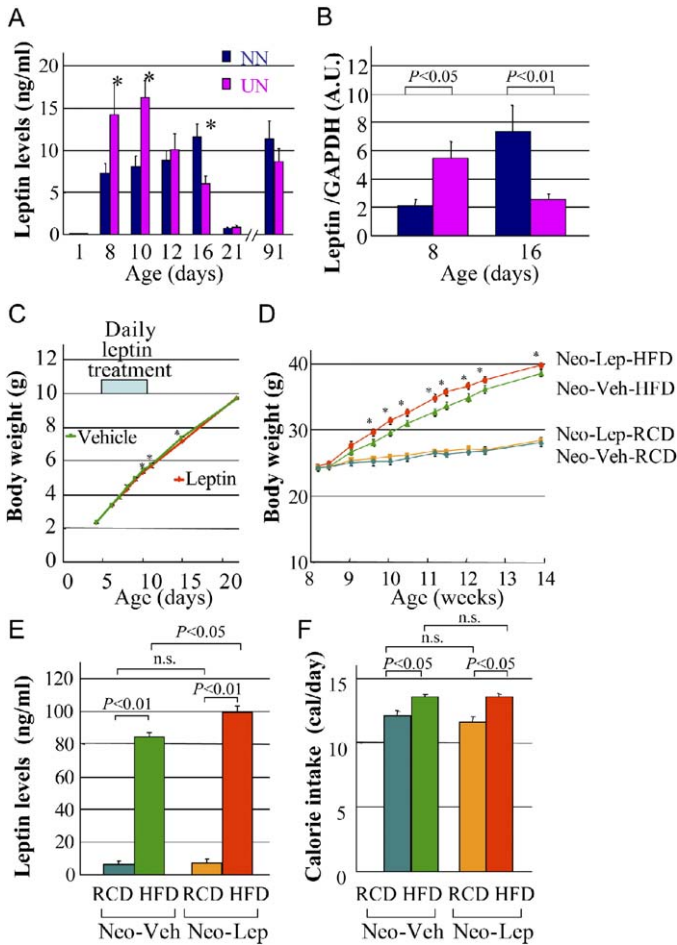 A
Leptin levels (ng/ml)
20
15
10
5
0
NN
UN
*
*
*
1 8 10 12 16 21 // 91
Age (days)
B
Leptin /GAPDH (A.U.)
P<0.05 P<0.01
12
10
8
6
4
2
0
8 16
Age (days)
C
Daily
leptin
treatment
Body weight (g)
12
10
8
6
4
2
0
Vehicle
Leptin
* * *
0 5 10 15 20
Age (days)
D
Body weight (g)
40
30
20
10
* * * * * * * *
Neo-Lep-HFD
Neo-Veh-HFD
Neo-Lep-RCD
Neo-Veh-RCD
8 9 10 11 12 13 14
Age (weeks)
E
Leptin levels (ng/ml)
P<0.05
n.s.
P<0.01 P<0.01
120
100
80
60
40
20
0
RCD HFD RCD HFD
Neo-Veh Neo-Lep
F
Calorie intake (cal/day)
n.s.
n.s.
P<0.05 P<0.05
15
10
5
0
RCD HFD RCD HFD
Neo-Veh Neo-Lep